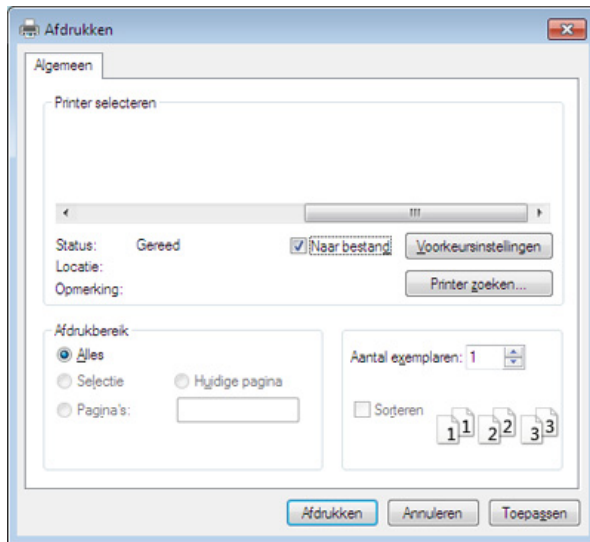 Afdrukken
Algemeen
Printer selecteren
Status: Gereed
Naar bestand
Voorkeursinstellingen
Locatie:
Opmerking:
Printer zoeken...
Afdrukbereik
Alles
Selectie
Huidige pagina
Pagina's:
Aantal exemplaren: 1
Sorteren
1 1 2 2 3 3
Afdrukken
Annuleren
Toepassen